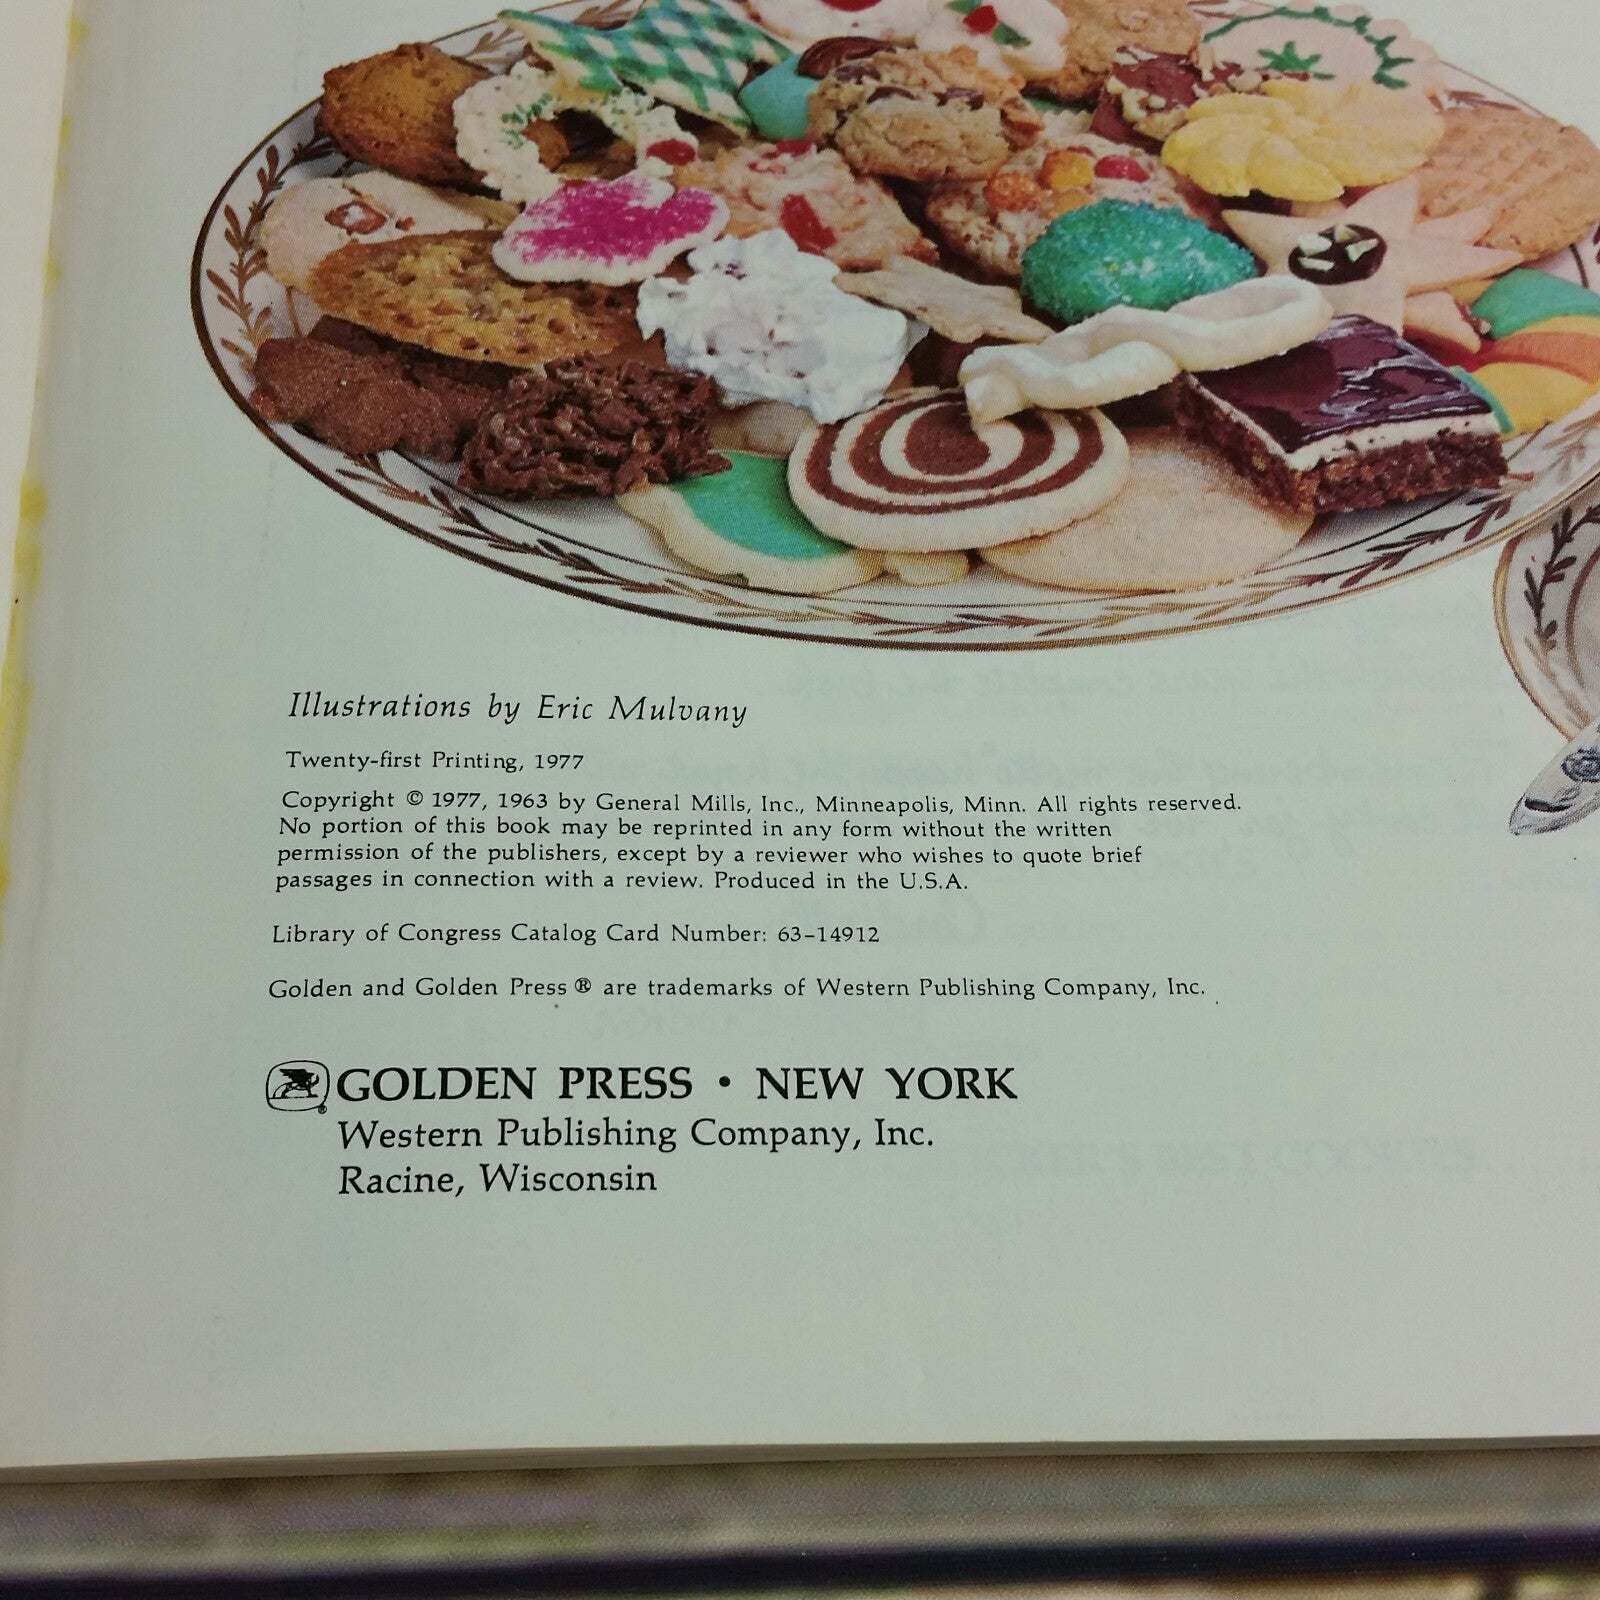 Illustrations by Eric Mulvany
Twenty-first Printing, 1977
Copyright © 1977, 1963 by General Mills, Inc., Minneapolis, Minn. All rights reserved.
No portion of this book may be reprinted in any form without the written
permission of the publishers, except by a reviewer who wishes to quote brief
passages in connection with a review. Produced in the U.S.A.
Library of Congress Catalog Card Number: 63-14912
Golden and Golden Press ® are trademarks of Western Publishing Company, Inc.
GOLDEN PRESS • NEW YORK
Western Publishing Company, Inc.
Racine, Wisconsin